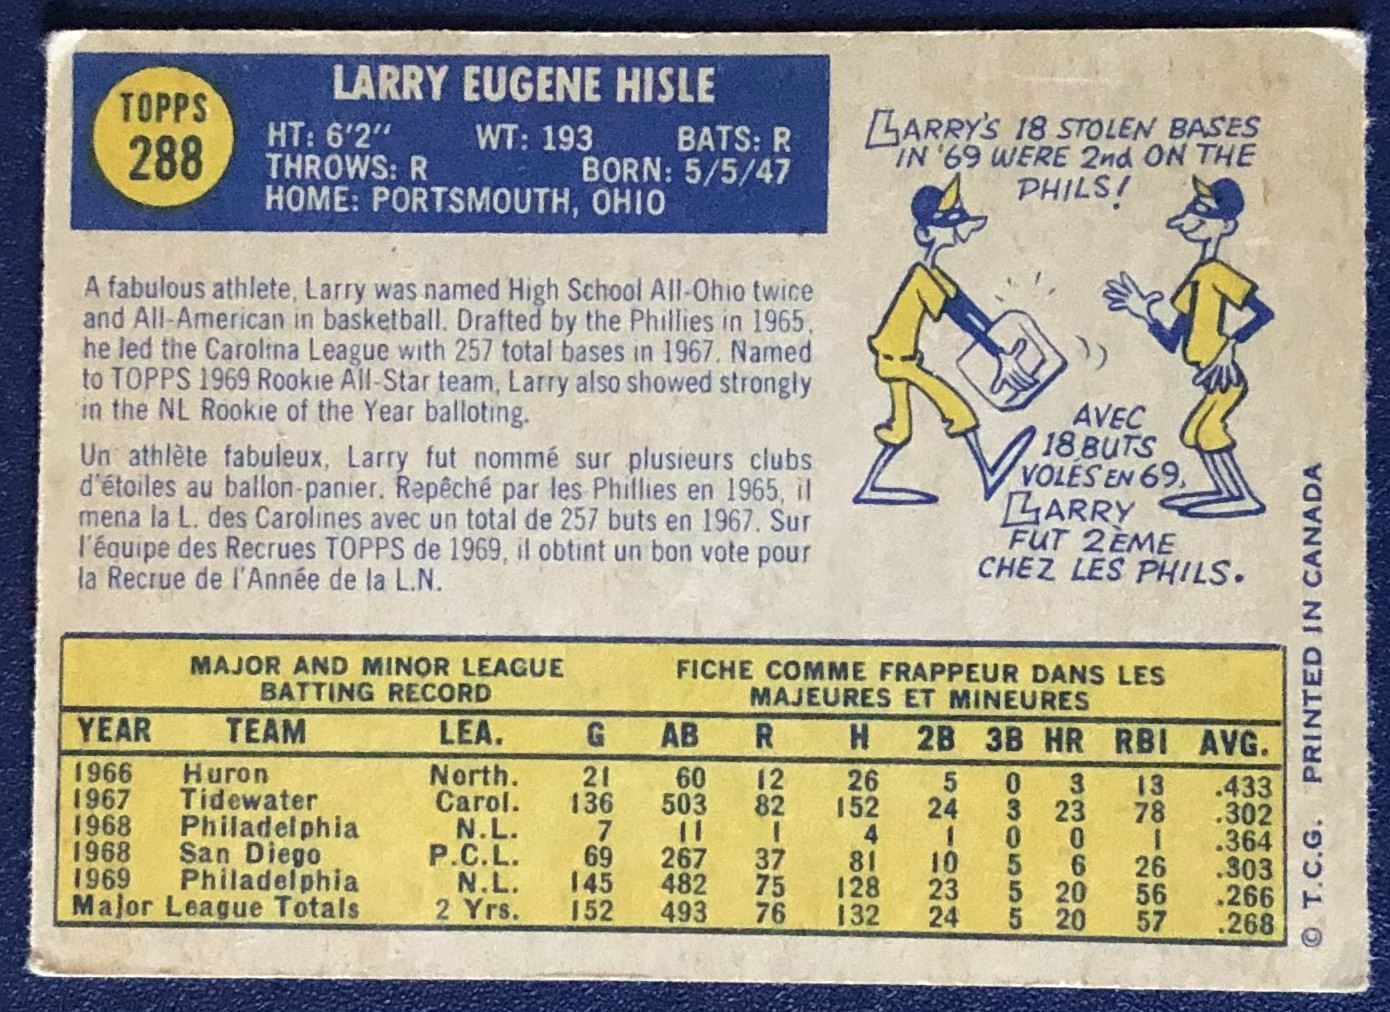 TOPPS
288
LARRY EUGENE HISLE
HT: 6'2" WT: 193 BATS: R
THROWS: R BORN: 5/5/47
HOME: PORTSMOUTH, OHIO
A fabulous athlete, Larry was named High School All-Ohio twice
and All-American in basketball. Drafted by the Phillies in 1965,
he led the Carolina League with 257 total bases in 1967. Named
to TOPPS 1969 Rookie All-Star team, Larry also showed strongly
in the NL Rookie of the Year balloting.
Un athlète fabuleux, Larry fut nommé sur plusieurs clubs
d'étoiles au ballon-panier. Repêché par les Phillies en 1965, il
mena la L. des Carolines avec un total de 257 buts en 1967. Sur
l'équipe des Recrues TOPPS de 1969, il obtint un bon vote pour
la Recrue de l'Année de la L.N.
LARRY'S 18 STOLEN BASES
IN '69 WERE 2nd ON THE
PHILS!
AVEC
18 BUTS
VOLÉS EN 69,
LARRY
FUT 2ÈME
CHEZ LES PHILS.
MAJOR AND MINOR LEAGUE
BATTING RECORD
FICHE COMME FRAPPEUR DANS LES
MAJEURES ET MINEURES
YEAR TEAM LEA. G AB R H 2B 3B HR RBI AVG.
1966 Huron North. 21 60 12 26 5 0 3 13 .433
1967 Tidewater Carol. 136 503 82 152 24 3 23 78 .302
1968 Philadelphia N.L. 7 11 1 4 1 0 0 1 .364
1968 San Diego P.C.L. 69 267 37 81 10 5 6 26 .303
1969 Philadelphia N.L. 145 482 75 128 23 5 20 56 .266
Major League Totals 2 Yrs. 152 493 76 132 24 5 20 57 .268
© T.C.G. PRINTED IN CANADA